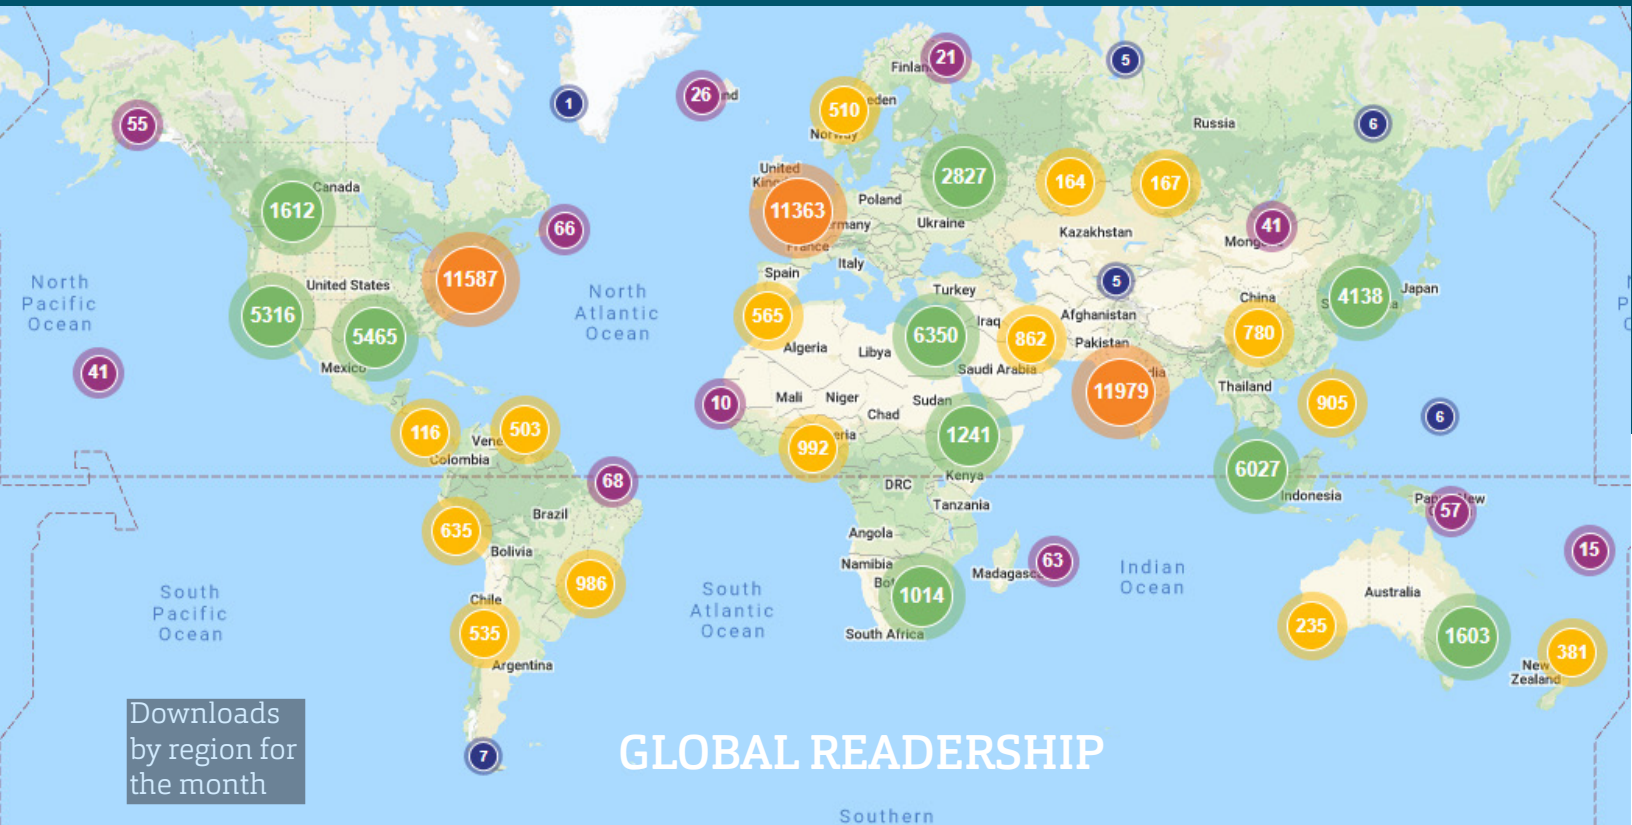 21
5
Finlan
26
nd
1
510
eden
Norway
55
Russia
6
United
2827
164
167
Canada
1612
11363
Poland
rmany
Ukraine
66
41
France
Kazakhstan
Mong
Italy
Spain
11587
United States
5
North
Pacific
Ocean
North
Atlantic
Ocean
Turkey
China
4138
Japan
5316
5465
565
6350
Iraq
862
Afghanistan
780
Pakistan
Algeria
Libya
Mexico
41
Saudi Arabia
11979
dia
Thailand
10
Mali
Niger
Chad
Sudan
905
6
116
503
Vene
Colombia
992
eria
1241
6027
Kenya
68
DRC
Indonesia
Tanzania
57
635
Brazil
Bolivia
Angola
15
Namibia
Madagasc
63
Indian
Ocean
986
1014
Australia
South
Pacific
Ocean
South
Atlantic
Ocean
Chile
535
South Africa
235
1603
381
New
Zealand
Argentina
Downloads
by region for
the month
GLOBAL READERSHIP
7
Southern